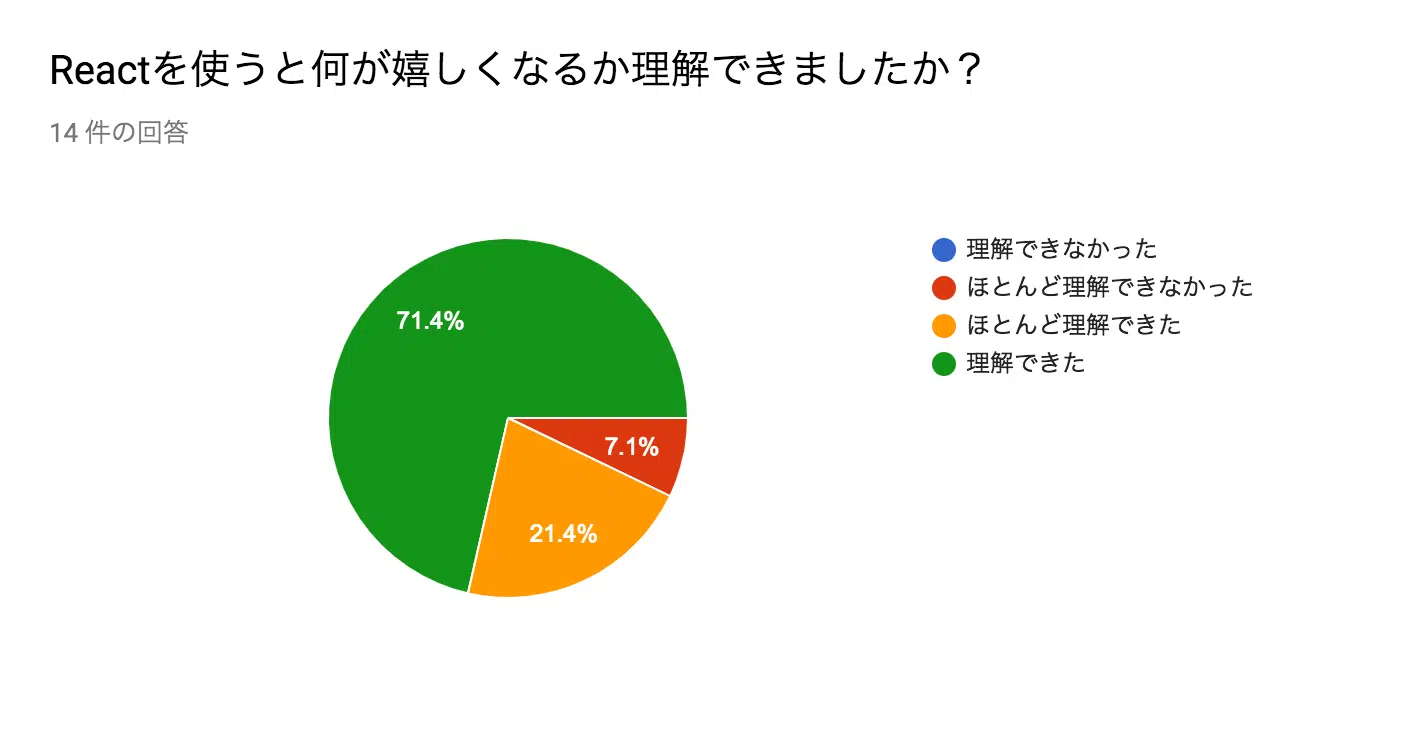 Reactを使うと何が嬉しくなるか理解できましたか？
14 件の回答
理解できなかった
ほとんど理解できなかった
ほとんど理解できた
理解できた
71.4%
7.1%
21.4%